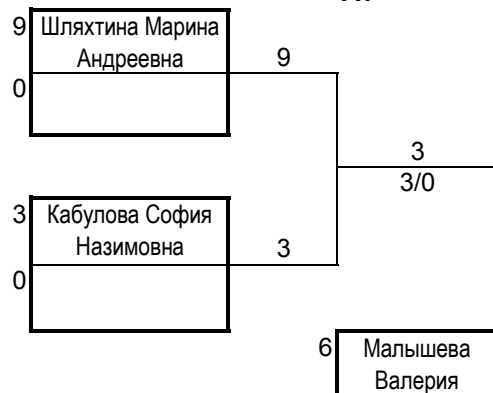 9 Шляхтина Марина
Андреевна 9
0
3
3/0
3 Кабулова София
Назимовна 3
0
6 Малышева
Валерия